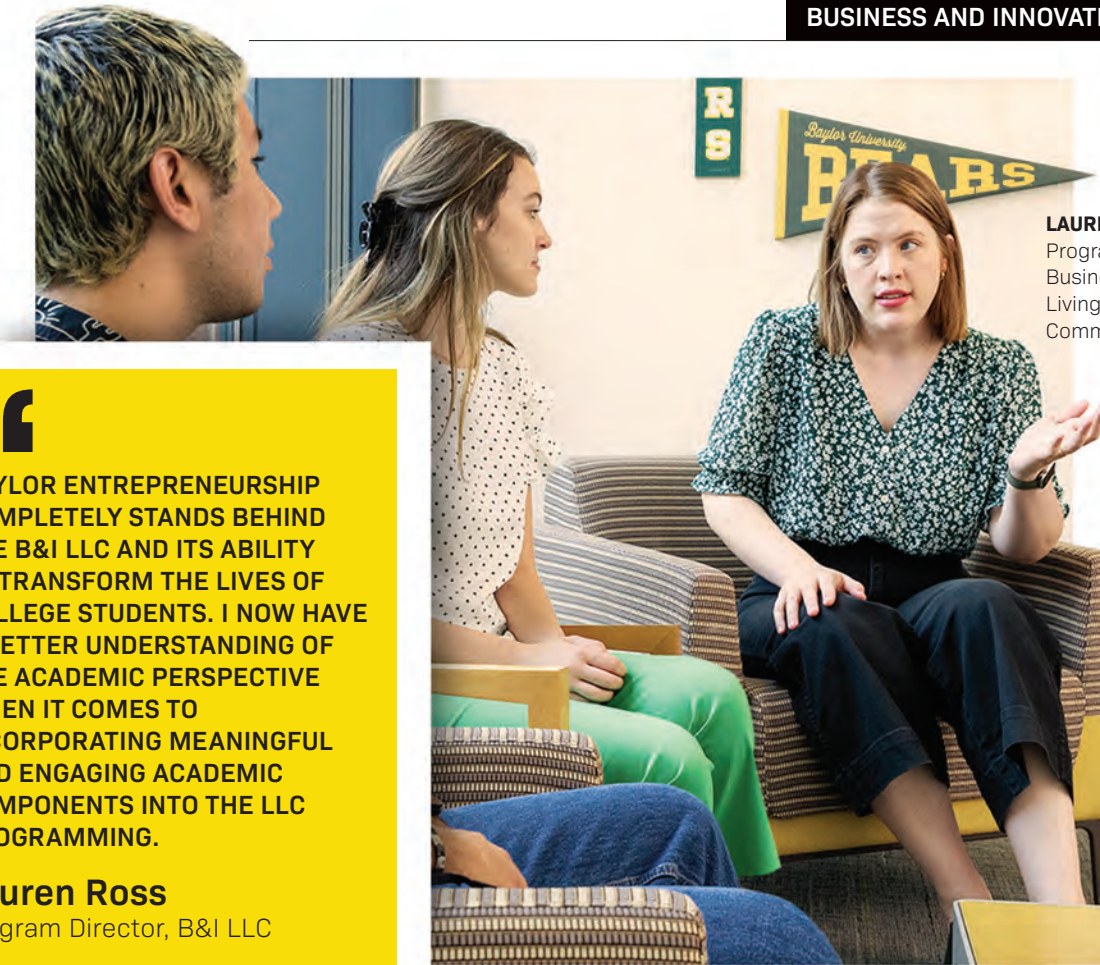 BUSINESS AND INNOVATI
R
S
Baylor University
BEARS
LAURE
Progra
Busin
Living
Comm
“
YLOR ENTREPRENEURSHIP
MPLETELY STANDS BEHIND
E B&I LLC AND ITS ABILITY
TRANSFORM THE LIVES OF
LLEGE STUDENTS. I NOW HAVE
ETTER UNDERSTANDING OF
E ACADEMIC PERSPECTIVE
EN IT COMES TO
CORPORATING MEANINGFUL
D ENGAGING ACADEMIC
MPONENTS INTO THE LLC
OGRAMMING.
uren Ross
gram Director, B&I LLC